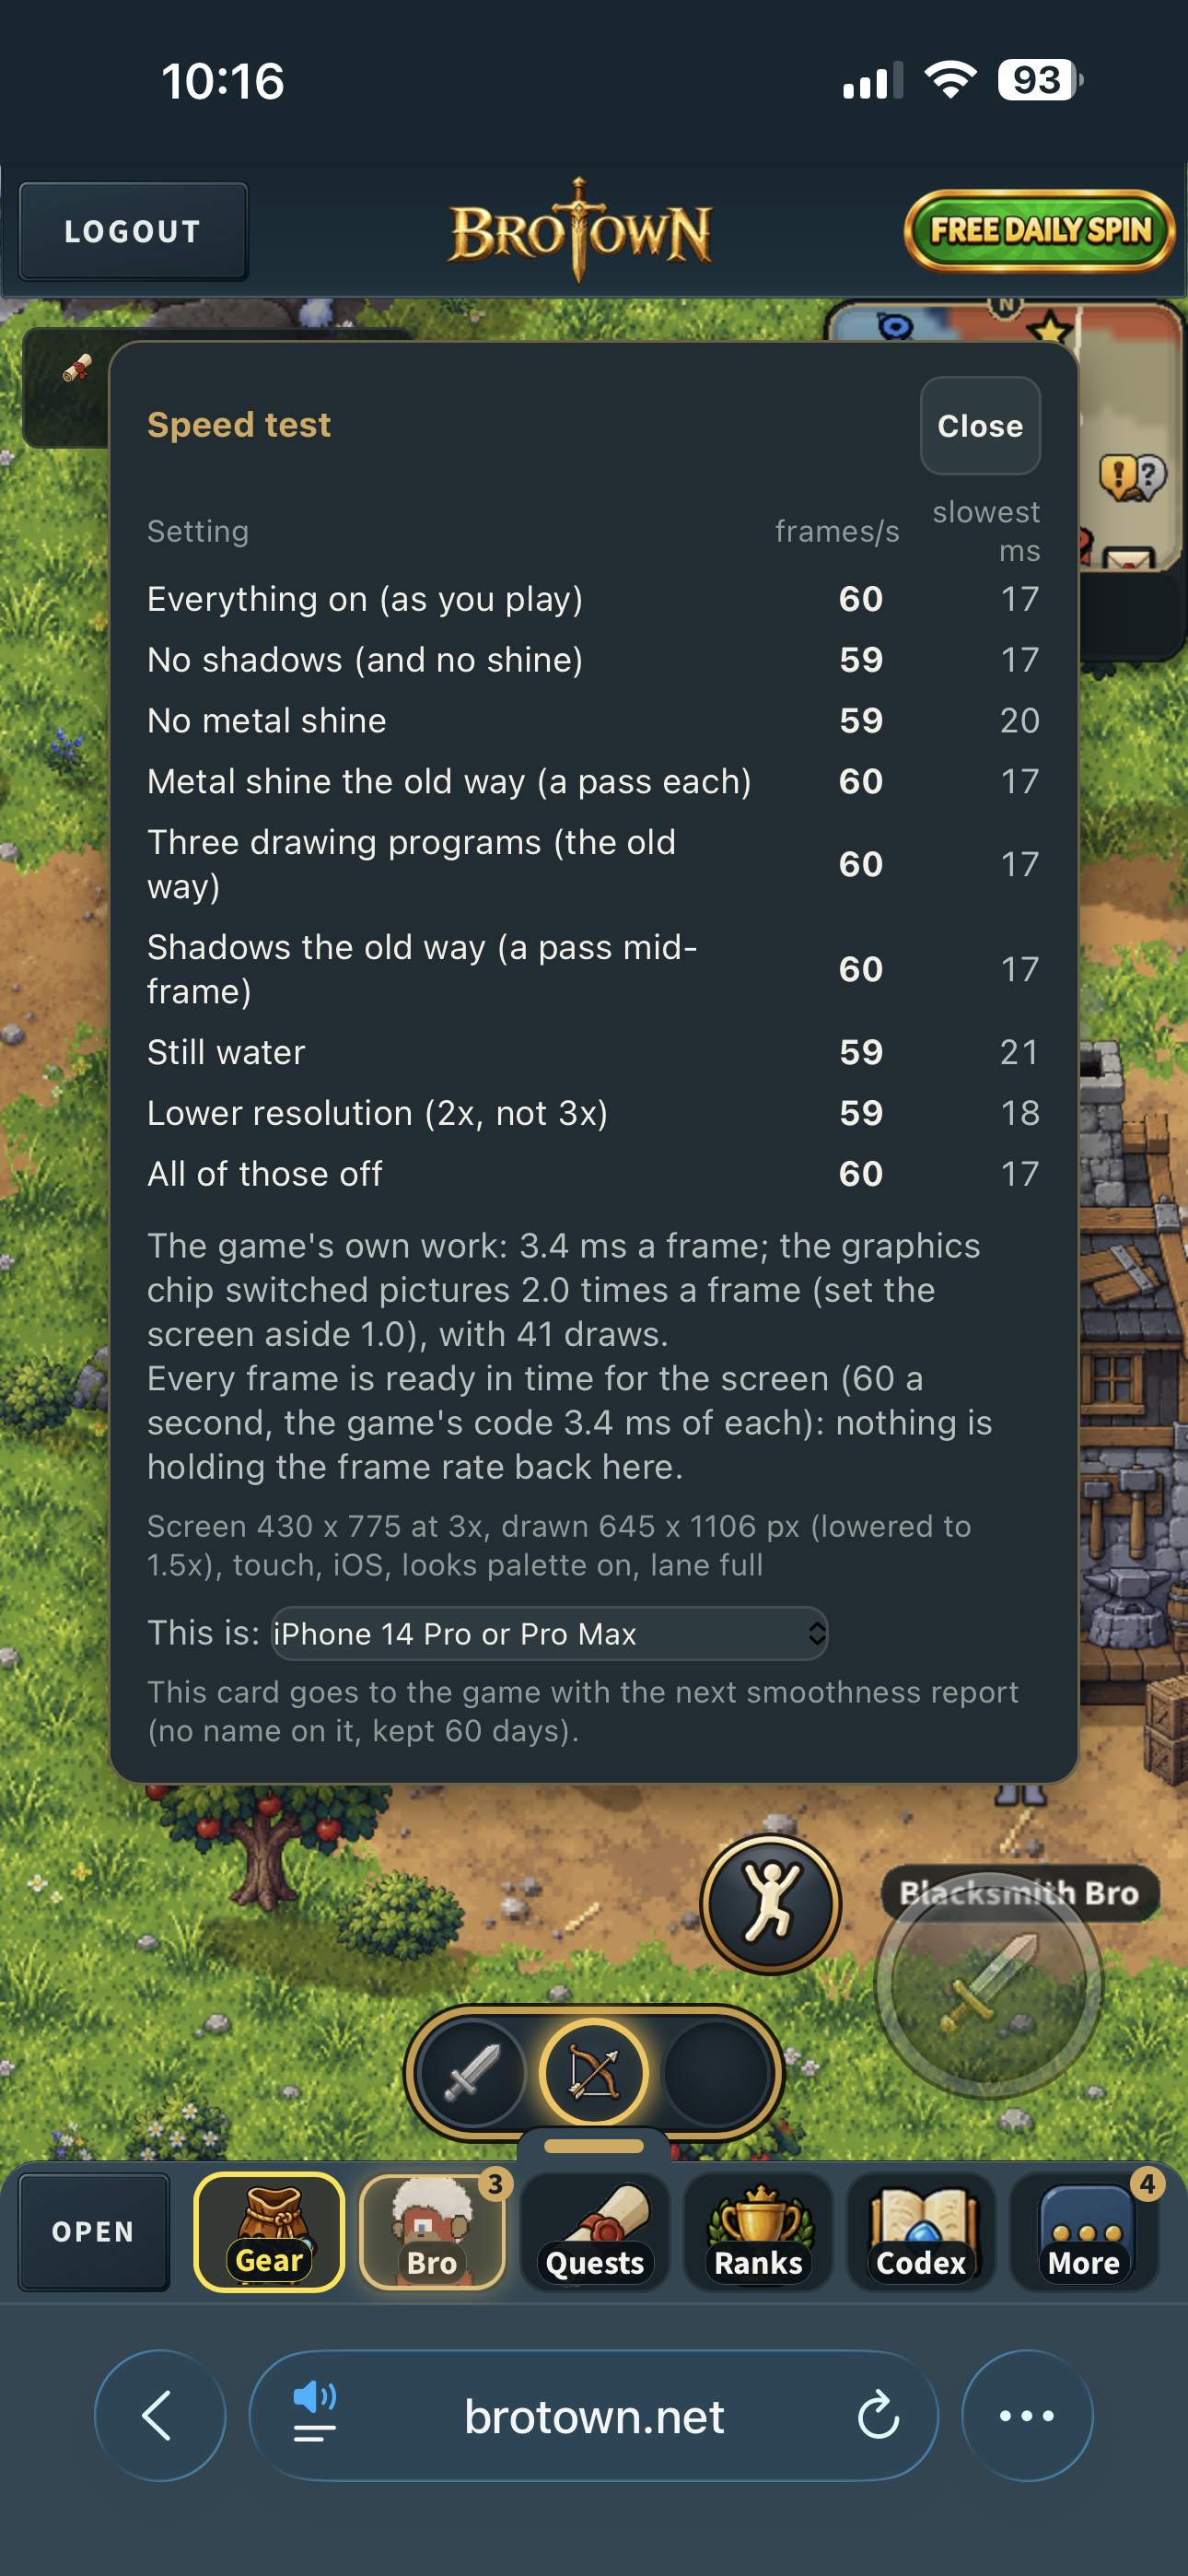 10:16
93
LOGOUT
BROTOWN
FREE DAILY SPIN
N
Speed test
Close
Setting frames/s slowest ms
Everything on (as you play) 60 17
No shadows (and no shine) 59 17
No metal shine 59 20
Metal shine the old way (a pass each) 60 17
Three drawing programs (the old
way) 60 17
Shadows the old way (a pass mid-
frame) 60 17
Still water 59 21
Lower resolution (2x, not 3x) 59 18
All of those off 60 17
The game's own work: 3.4 ms a frame; the graphics
chip switched pictures 2.0 times a frame (set the
screen aside 1.0), with 41 draws.
Every frame is ready in time for the screen (60 a
second, the game's code 3.4 ms of each): nothing is
holding the frame rate back here.
Screen 430 x 775 at 3x, drawn 645 x 1106 px (lowered to
1.5x), touch, iOS, looks palette on, lane full
This is: iPhone 14 Pro or Pro Max
This card goes to the game with the next smoothness report
(no name on it, kept 60 days).
! ?
Blacksmith Bro
OPEN
Gear
3
Bro
Quests
Ranks
Codex
4
More
brotown.net